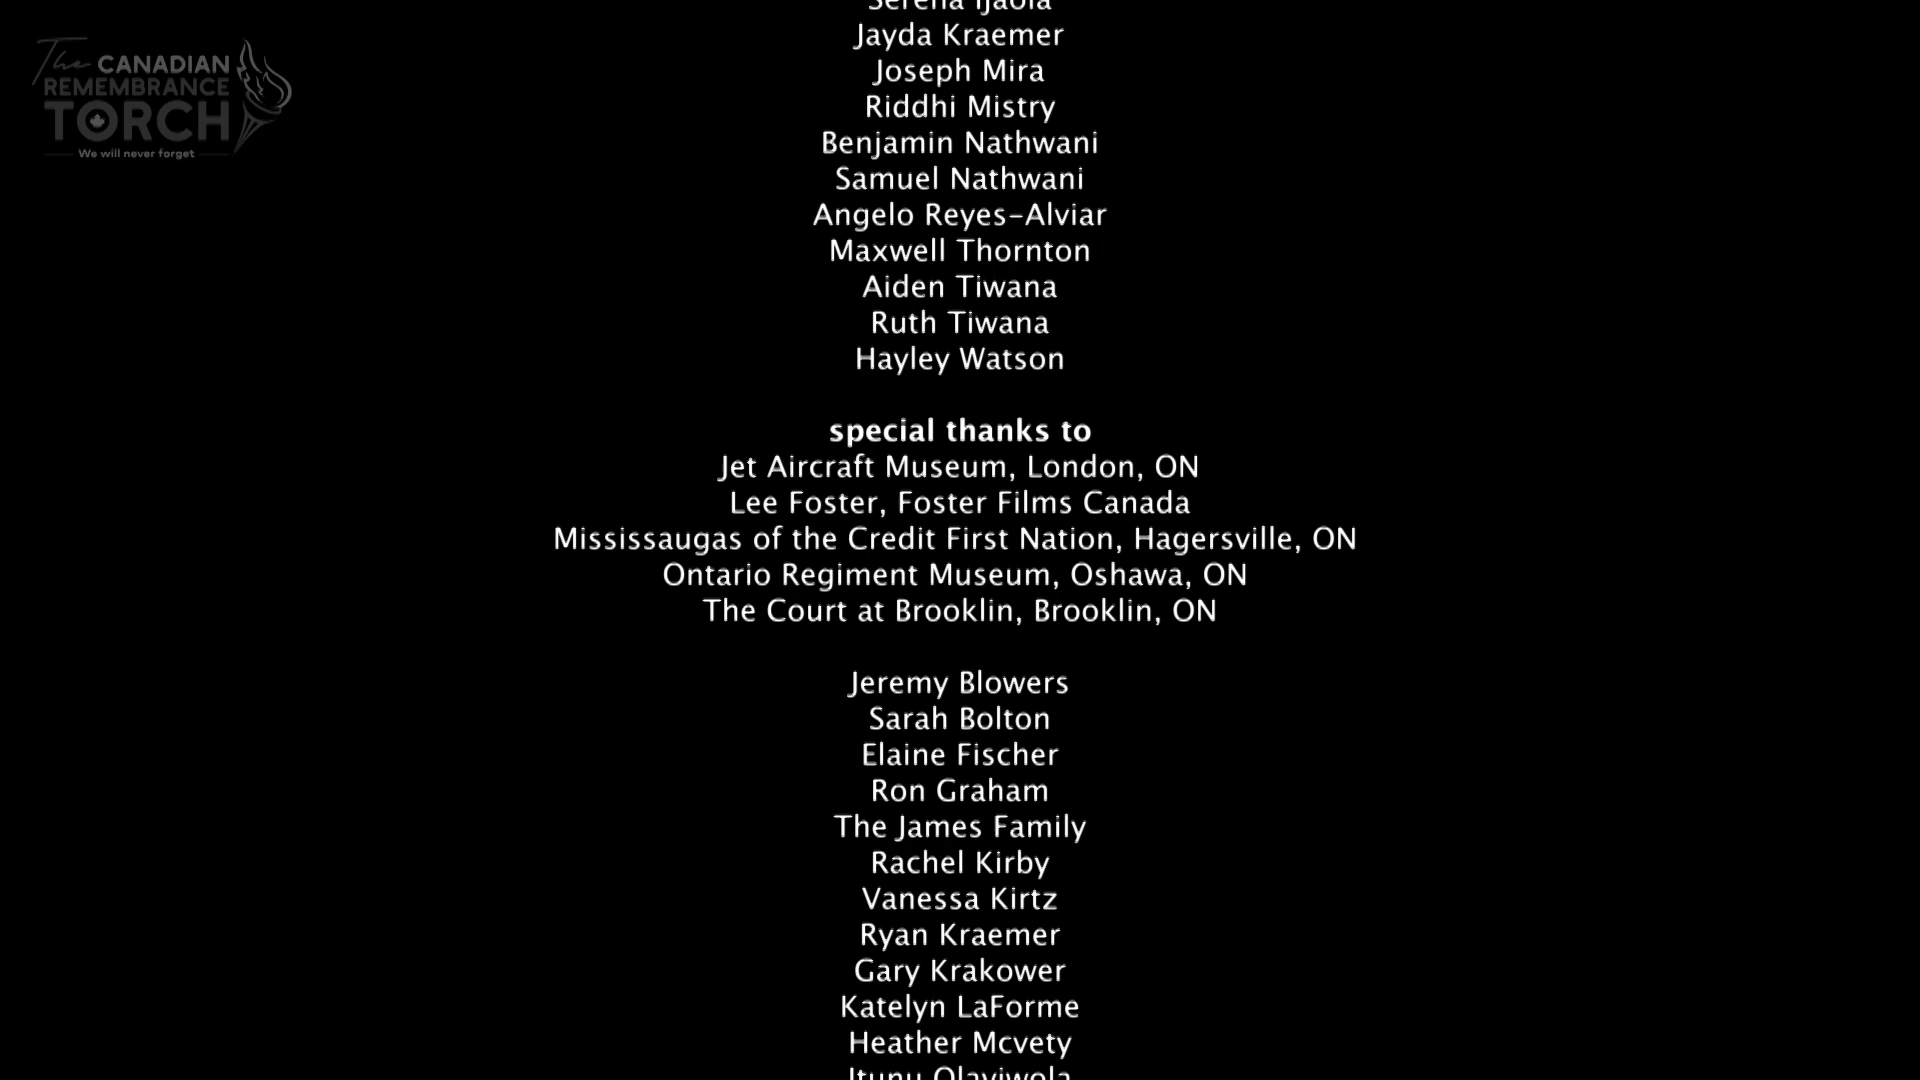 The CANADIAN
REMEMBRANCE
TORCH
We will never forget
Serena Ijaola
Jayda Kraemer
Joseph Mira
Riddhi Mistry
Benjamin Nathwani
Samuel Nathwani
Angelo Reyes-Alviar
Maxwell Thornton
Aiden Tiwana
Ruth Tiwana
Hayley Watson
special thanks to
Jet Aircraft Museum, London, ON
Lee Foster, Foster Films Canada
Mississaugas of the Credit First Nation, Hagersville, ON
Ontario Regiment Museum, Oshawa, ON
The Court at Brooklin, Brooklin, ON
Jeremy Blowers
Sarah Bolton
Elaine Fischer
Ron Graham
The James Family
Rachel Kirby
Vanessa Kirtz
Ryan Kraemer
Gary Krakower
Katelyn LaForme
Heather Mcvety
Itunu Olayiwola